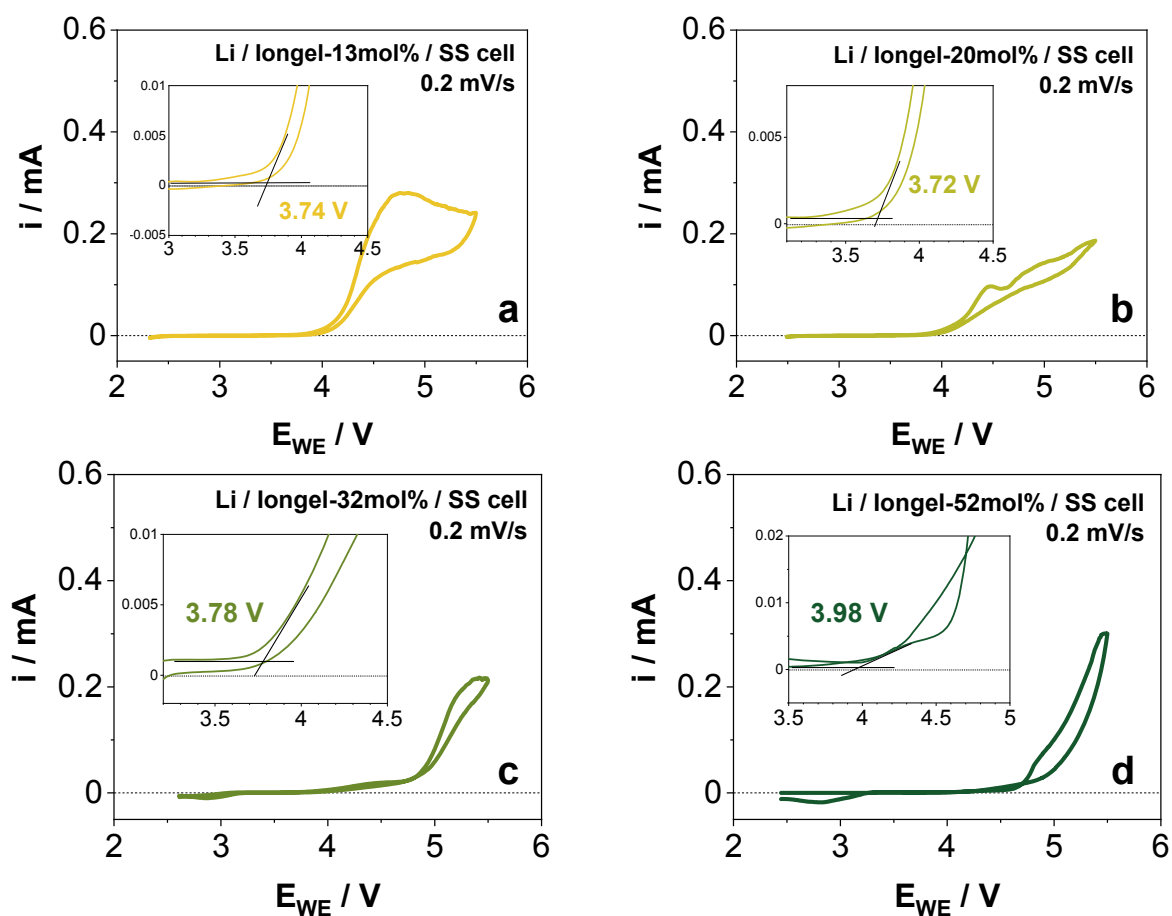 Li / Iongel-13mol% / SS cell
0.2 mV/s
0.6
0.4
0.2
0
i / mA
0.01
0.005
0
-0.005
3
3.5
4
4.5
3.74 V
a
2
3
4
5
6
E_WE / V
Li / Iongel-20mol% / SS cell
0.2 mV/s
0.6
0.4
0.2
0
i / mA
0.005
0
3.5
4
4.5
3.72 V
b
2
3
4
5
6
E_WE / V
Li / Iongel-32mol% / SS cell
0.2 mV/s
0.6
0.4
0.2
0
i / mA
0.01
0.005
0
3.5
4
4.5
3.78 V
c
2
3
4
5
6
E_WE / V
Li / Iongel-52mol% / SS cell
0.2 mV/s
0.6
0.4
0.2
0
i / mA
0.02
0.01
0
3.5
4
4.5
5
3.98 V
d
2
3
4
5
6
E_WE / V